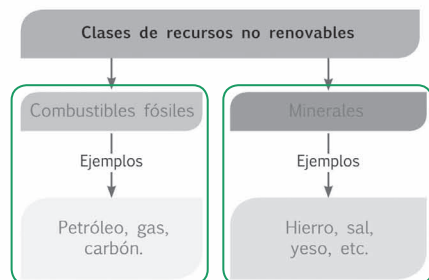 Clases de recursos no renovables
Combustibles fósiles
Minerales
Ejemplos
Ejemplos
Petróleo, gas,
carbón.
Hierro, sal,
yeso, etc.